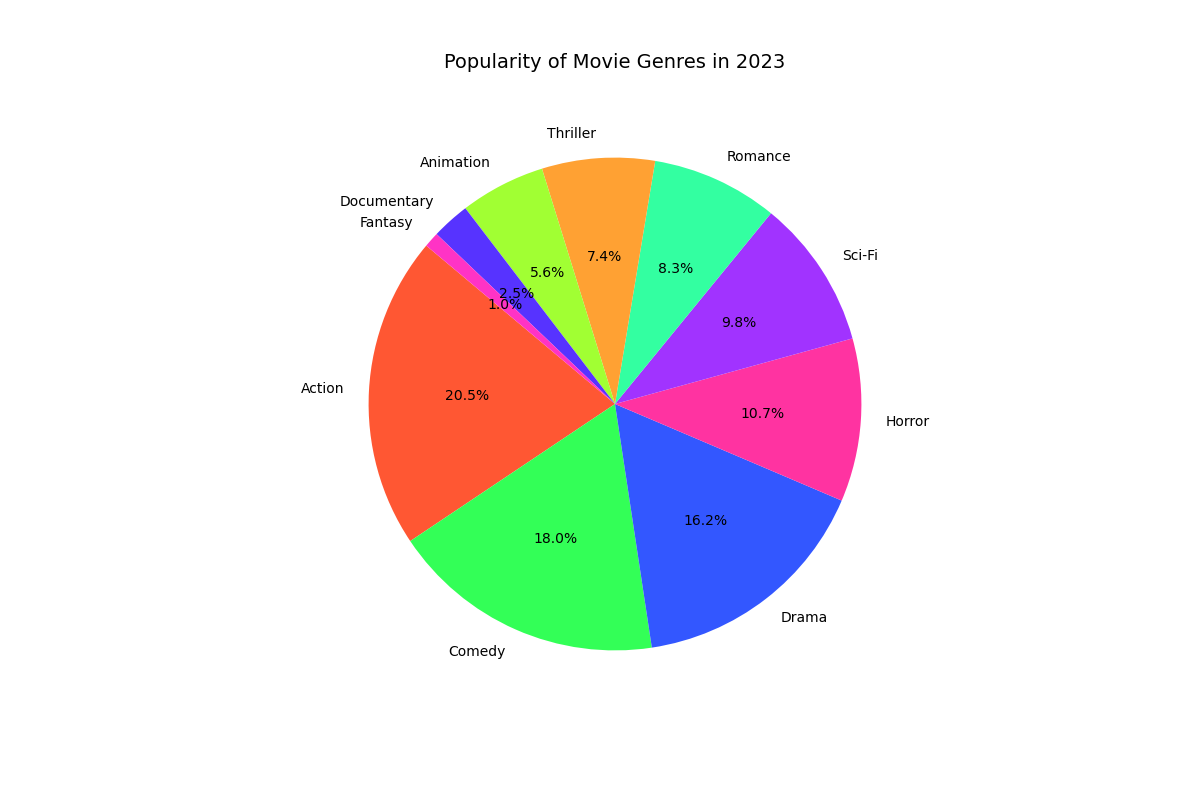 Popularity of Movie Genres in 2023
Thriller
Romance
Animation
Documentary
Fantasy
Sci-Fi
7.4%
8.3%
5.6%
2.5%
1.0%
9.8%
Action
20.5%
10.7%
Horror
16.2%
18.0%
Drama
Comedy